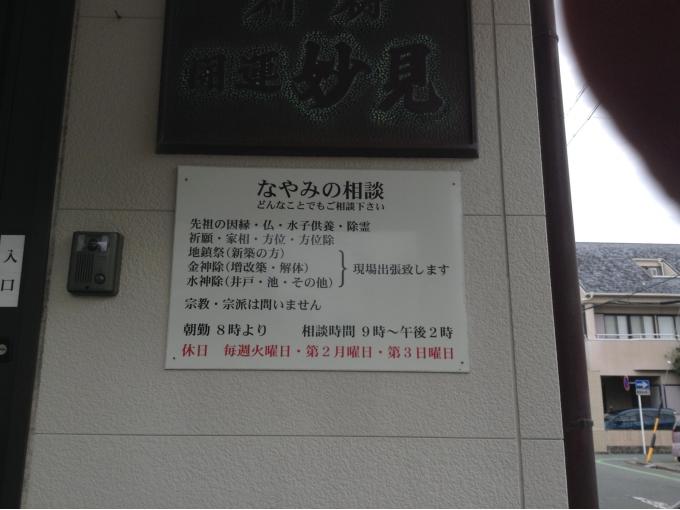 開運 妙見
なやみの相談
どんなことでもご相談下さい
先祖の因縁・仏・水子供養・除霊
祈願・家相・方位・方位除
地鎮祭(新築の方)
金神除(増改築・解体)
水神除(井戸・池・その他)
現場出張致します
宗教・宗派は問いません
朝勤 8時より 相談時間 9時~午後2時
休日 毎週火曜日・第2月曜日・第3日曜日
入口